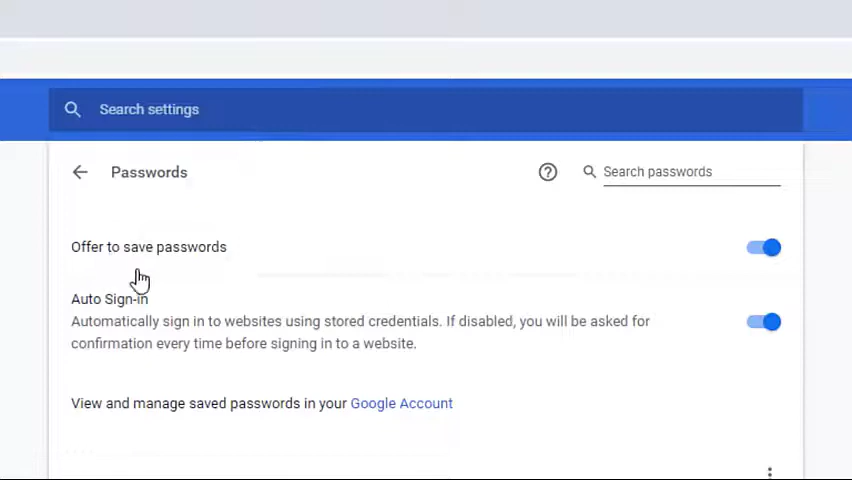 Search settings
Passwords
Search passwords
Offer to save passwords
Auto Sign-in
Automatically sign in to websites using stored credentials. If disabled, you will be asked for
confirmation every time before signing in to a website.
View and manage saved passwords in your Google Account